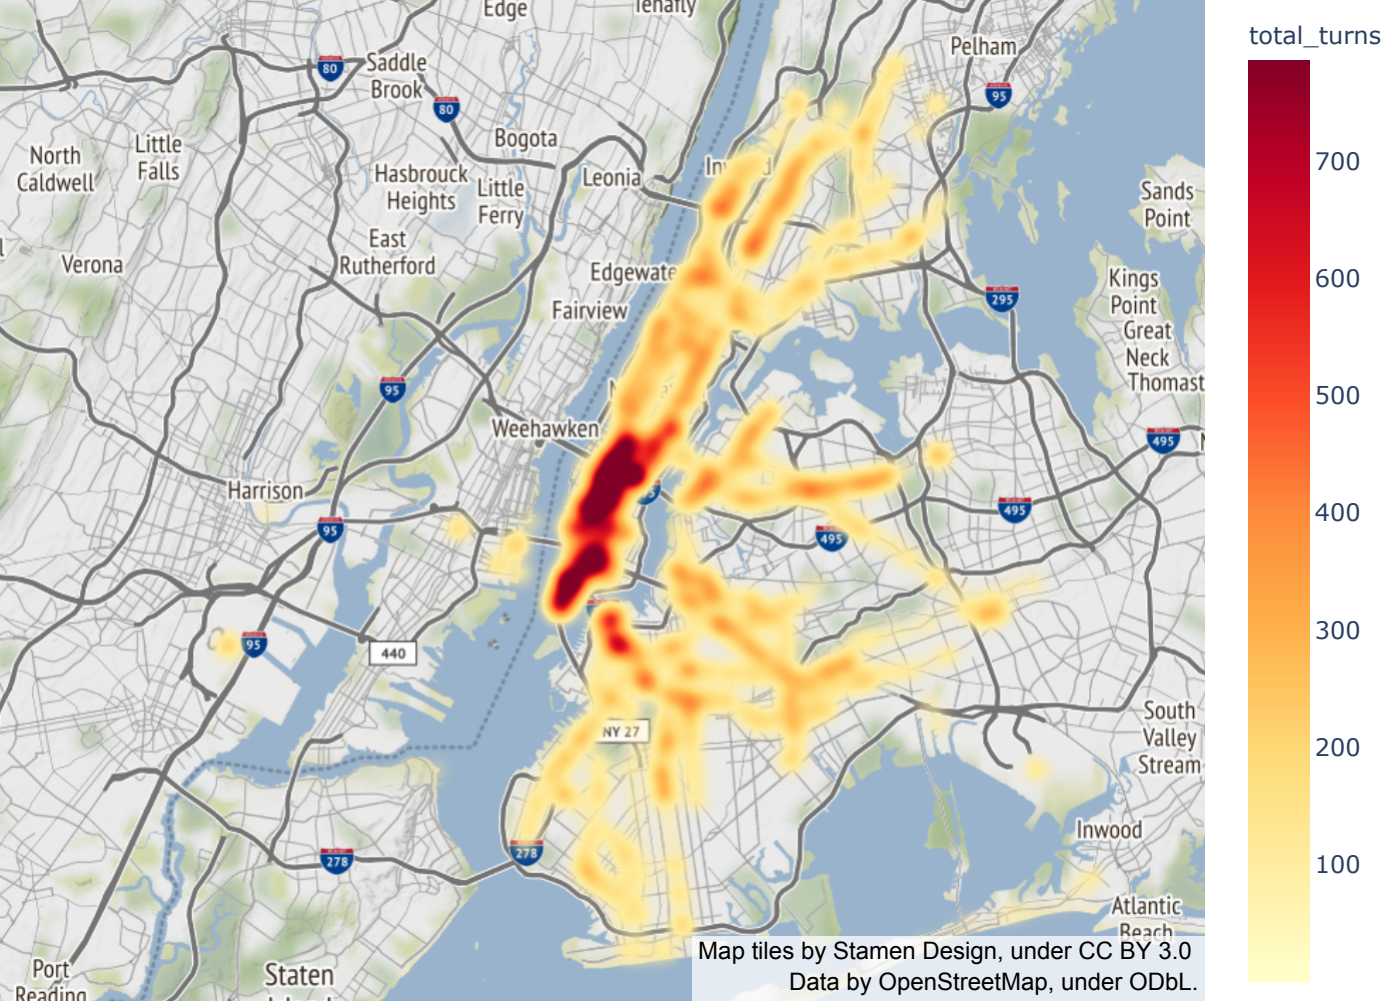 Edge
Tenafly
total_turns
Pelham
80
Saddle
Brook
95
80
Little
Falls
Bogota
North
Caldwell
700
Hasbrouck
Heights
Leonia
Little
Ferry
Sands
Point
East
Rutherford
Verona
600
Edgewate
Kings
Point
295
Fairview
Great
Neck
Thomast
95
500
Weehawken
495
Harrison
495
400
95
495
300
95
440
South
Valley
Stream
NY 27
200
Inwood
278
278
100
Atlantic
Beach
Map tiles by Stamen Design, under CC BY 3.0
Data by OpenStreetMap, under ODbL.
Port
Reading
Staten
Island